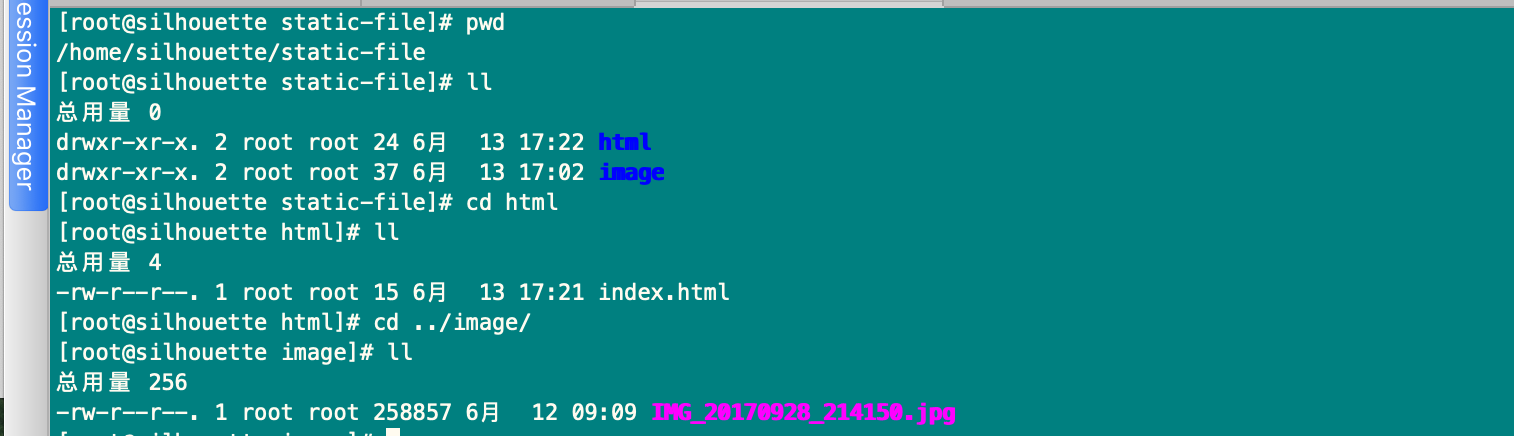 ession Manager
[root@silhouette static-file]# pwd
/home/silhouette/static-file
[root@silhouette static-file]# ll
总用量 0
drwxr-xr-x. 2 root root 24 6月  13 17:22 html
drwxr-xr-x. 2 root root 37 6月  13 17:02 image
[root@silhouette static-file]# cd html
[root@silhouette html]# ll
总用量 4
-rw-r--r--. 1 root root 15 6月  13 17:21 index.html
[root@silhouette html]# cd ../image/
[root@silhouette image]# ll
总用量 256
-rw-r--r--. 1 root root 258857 6月  12 09:09 IMG_20170928_214150.jpg